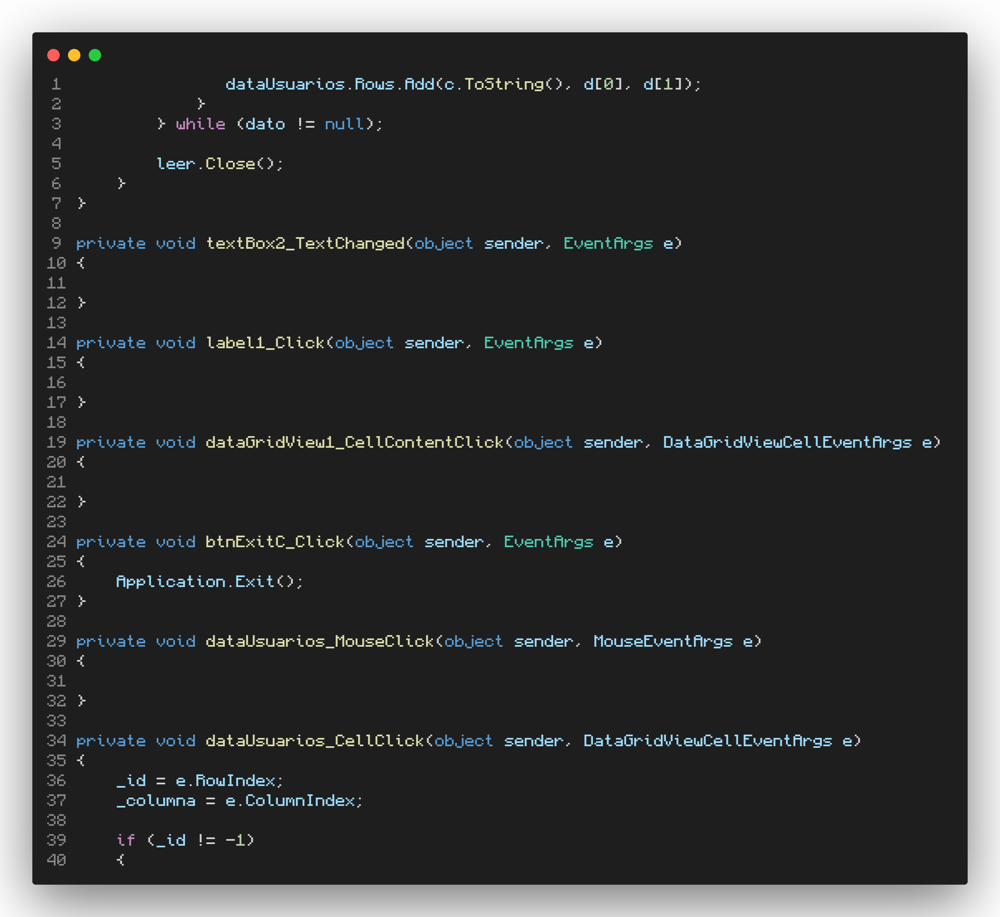 1                dataUsuarios.Rows.Add(c.ToString(), d[0], d[1]);
2             }
3         } while (dato != null);
4
5         leer.Close();
6     }
7 }
8
9 private void textBox2_TextChanged(object sender, EventArgs e)
10 {
11
12 }
13
14 private void label1_Click(object sender, EventArgs e)
15 {
16
17 }
18
19 private void dataGridView1_CellContentClick(object sender, DataGridViewCellEventArgs e)
20 {
21
22 }
23
24 private void btnExitC_Click(object sender, EventArgs e)
25 {
26     Application.Exit();
27 }
28
29 private void dataUsuarios_MouseClick(object sender, MouseEventArgs e)
30 {
31
32 }
33
34 private void dataUsuarios_CellClick(object sender, DataGridViewCellEventArgs e)
35 {
36     _id = e.RowIndex;
37     _columna = e.ColumnIndex;
38
39     if (_id != -1)
40     {